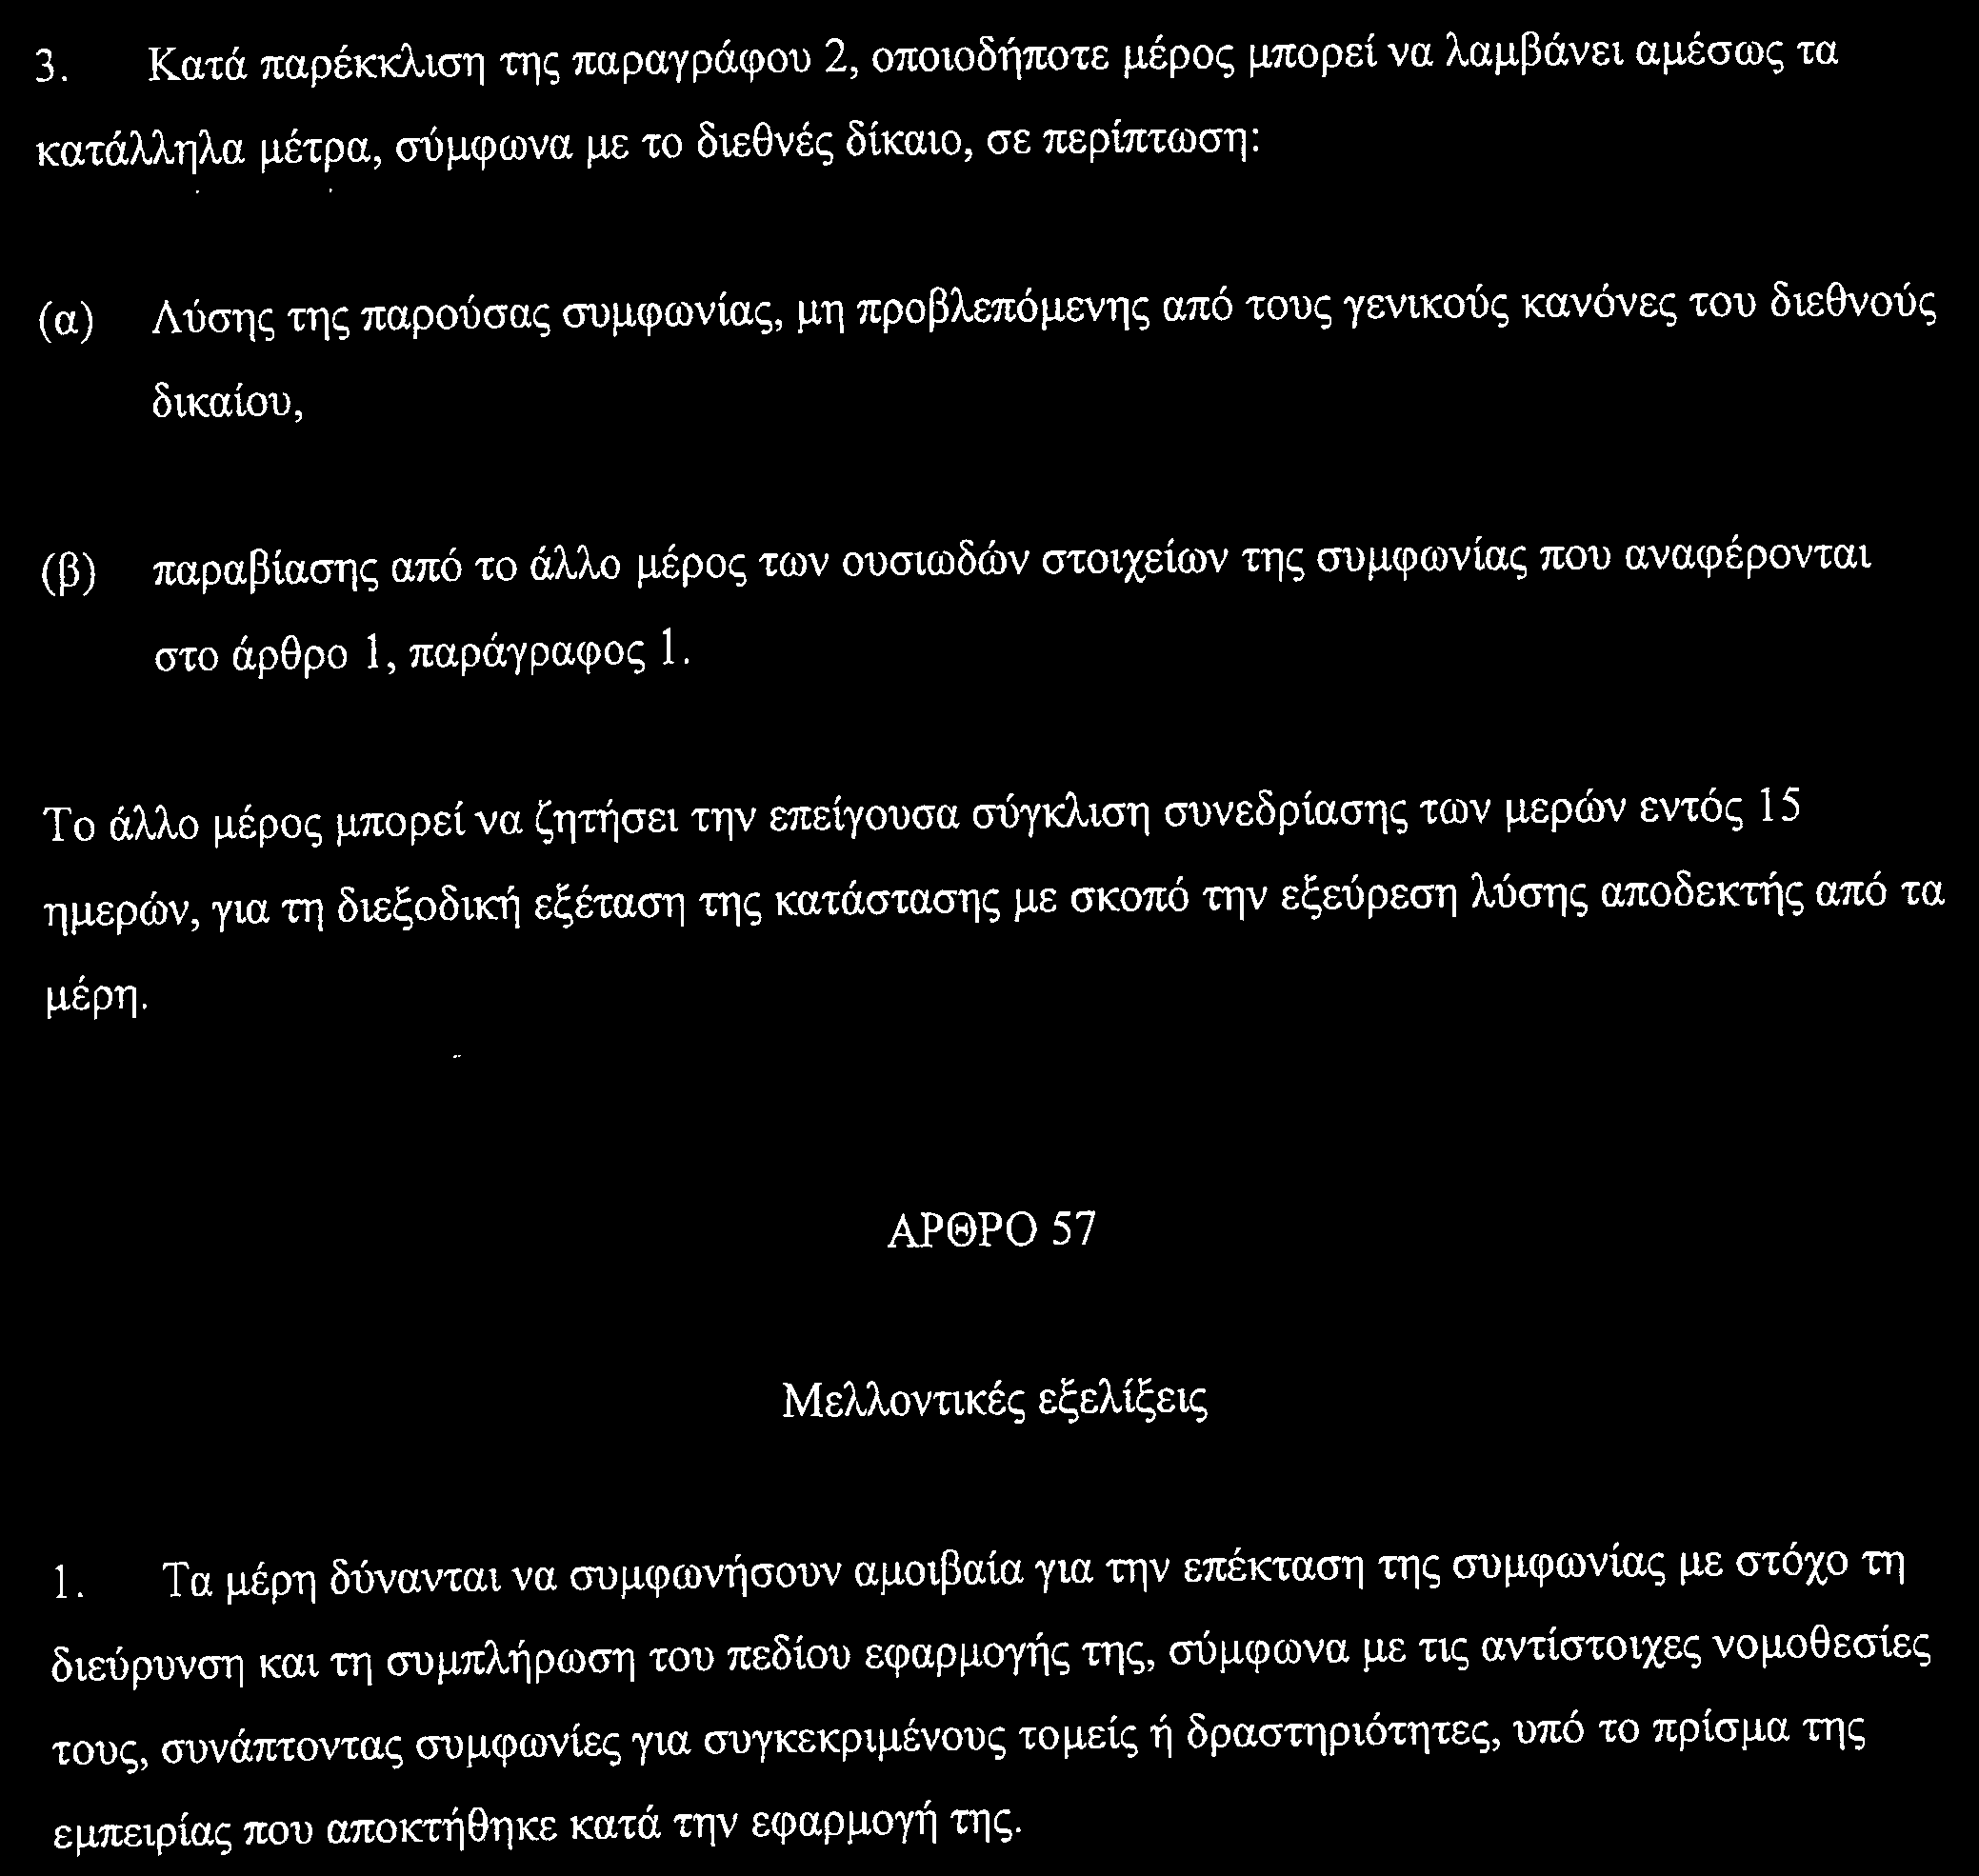 3. Κατά παρέκκλιση της παραγράφου 2, οποιοδήποτε μέρος μπορεί να λαμβάνει αμέσως τα
κατάλληλα μέτρα, σύμφωνα με το διεθνές δίκαιο, σε περίπτωση:
(α) Λύσης της παρούσας συμφωνίας, μη προβλεπόμενης από τους γενικούς κανόνες του διεθνούς
δικαίου,
(β) παραβίασης από το άλλο μέρος των ουσιωδών στοιχείων της συμφωνίας που αναφέρονται
στο άρθρο 1, παράγραφος 1.
Το άλλο μέρος μπορεί να ζητήσει την επείγουσα σύγκλιση συνεδρίασης των μερών εντός 15
ημερών, για τη διεξοδική εξέταση της κατάστασης με σκοπό την εξεύρεση λύσης αποδεκτής από τα
μέρη.
ΑΡΘΡΟ 57
Μελλοντικές εξελίξεις
1. Τα μέρη δύνανται να συμφωνήσουν αμοιβαία για την επέκταση της συμφωνίας με στόχο τη
διεύρυνση και τη συμπλήρωση του πεδίου εφαρμογής της, σύμφωνα με τις αντίστοιχες νομοθεσίες
τους, συνάπτοντας συμφωνίες για συγκεκριμένους τομείς ή δραστηριότητες, υπό το πρίσμα της
εμπειρίας που αποκτήθηκε κατά την εφαρμογή της.